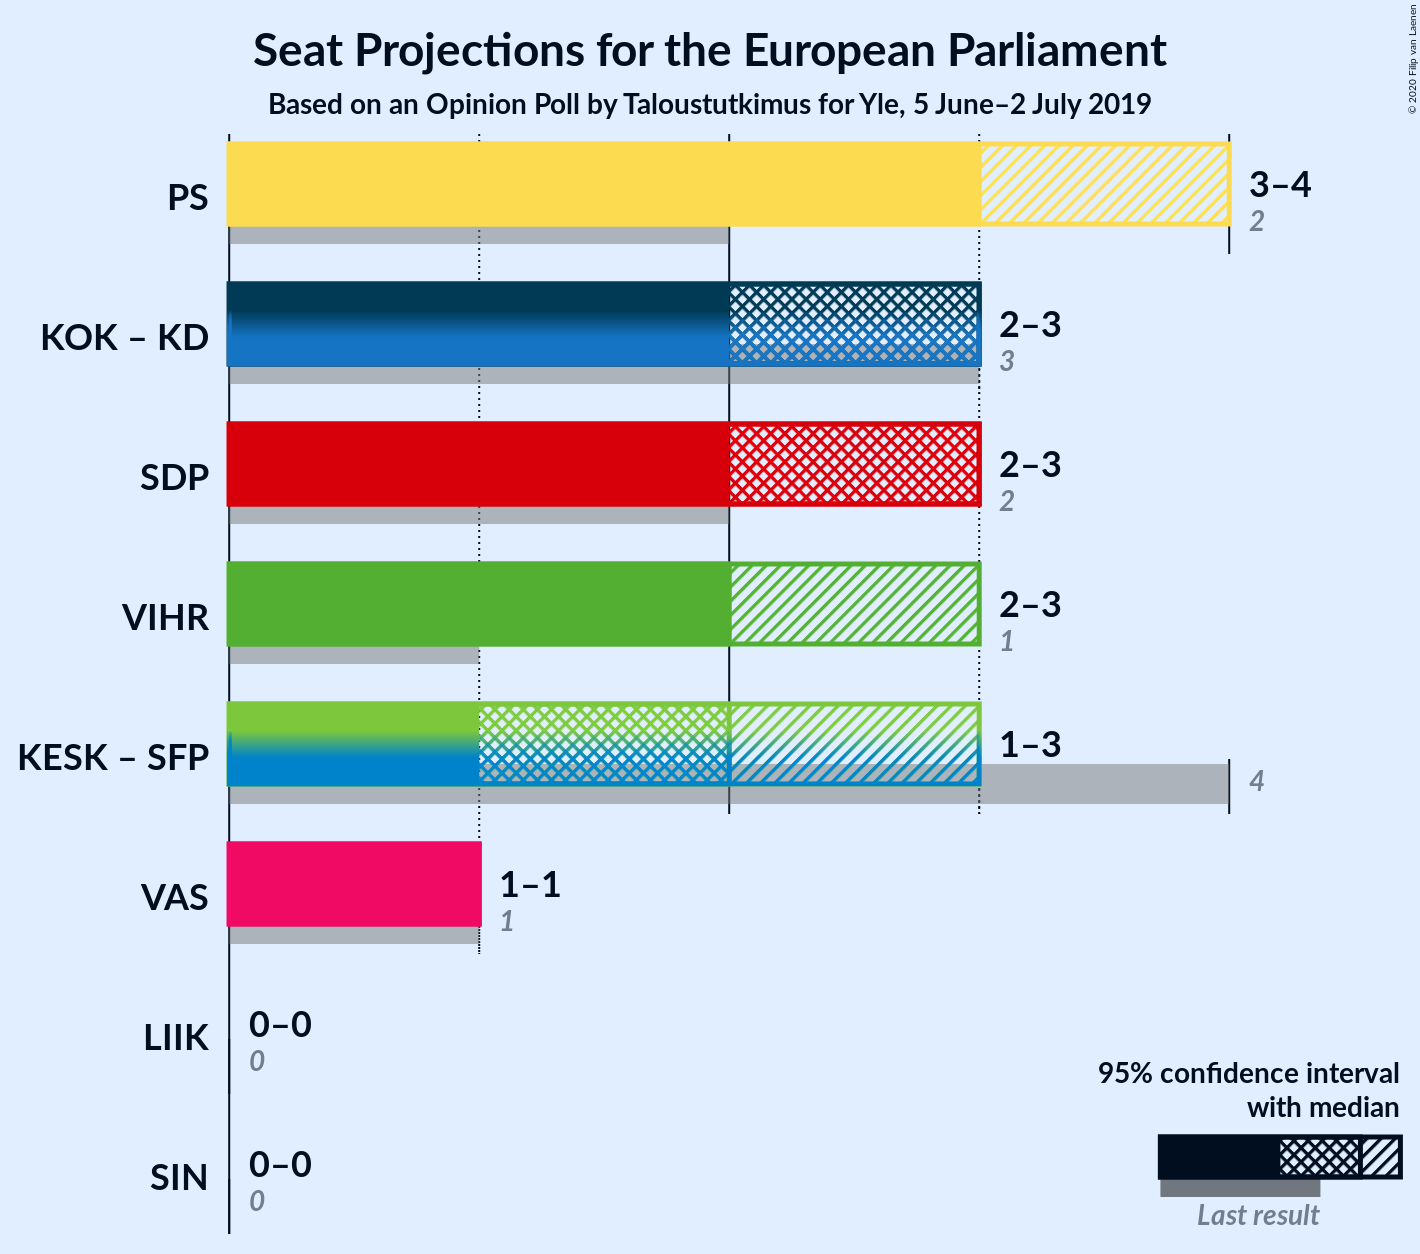 Seat Projections for the European Parliament
Based on an Opinion Poll by Taloustutkimus for Yle, 5 June–2 July 2019
© 2020 Filip van Laenen
PS
3–4
2
KOK – KD
2–3
3
SDP
2–3
2
VIHR
2–3
1
KESK – SFP
1–3
4
VAS
1–1
1
LIIK
0–0
0
SIN
0–0
0
95% confidence interval
with median
Last result